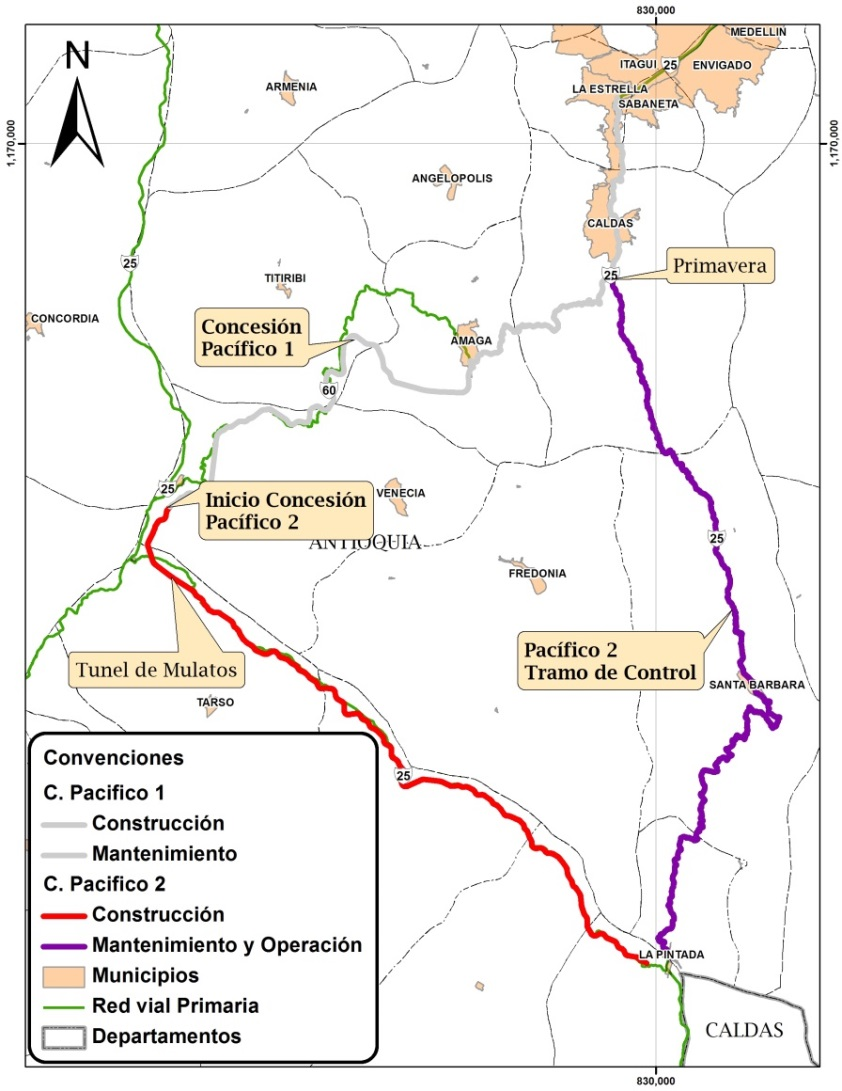 830,000
MEDELLIN
N
ITAGUI
25
ENVIGADO
ARMENIA
LA ESTRELLA
SABANETA
1,170,000
1,170,000
ANGELOPOLIS
CALDAS
25
Primavera
25
TITIRIBI
CONCORDIA
Concesión
Pacífico 1
AMAGA
60
25
Inicio Concesión
Pacífico 2
VENECIA
ANTIOQUIA
25
FREDONIA
Pacífico 2
Tramo de Control
Tunel de Mulatos
SANTA BARBARA
TARSO
25
Convenciones
C. Pacifico 1
Construcción
Mantenimiento
C. Pacifico 2
Construcción
Mantenimiento y Operación
Municipios
Red vial Primaria
Departamentos
LA PINTADA
CALDAS
830,000